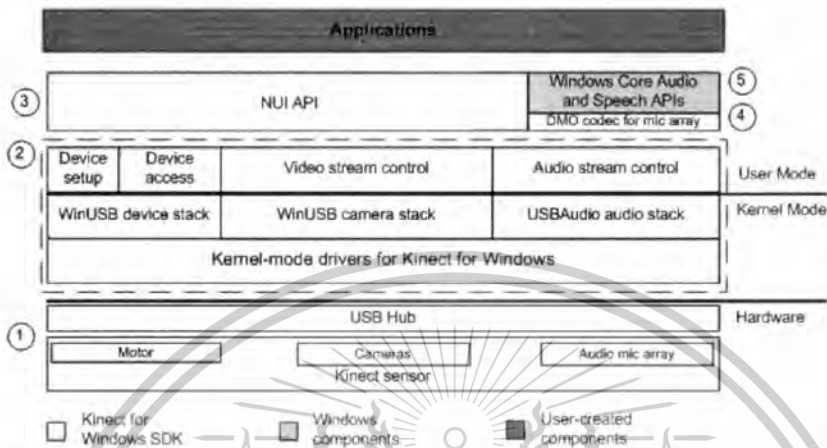 Applications
3
NUI API
Windows Core Audio
and Speech APIs
5
DMO codec for mic array
4
2
Device
setup
Device
access
Video stream control
Audio stream control
User Mode
WinUSB device stack
WinUSB camera stack
USBAudio audio stack
Kernel Mode
Kernel-mode drivers for Kinect for Windows
1
USB Hub
Hardware
Motor
Cameras
Audio mic array
Kinect sensor
Kinect for
Windows SDK
Windows
components
User-created
components